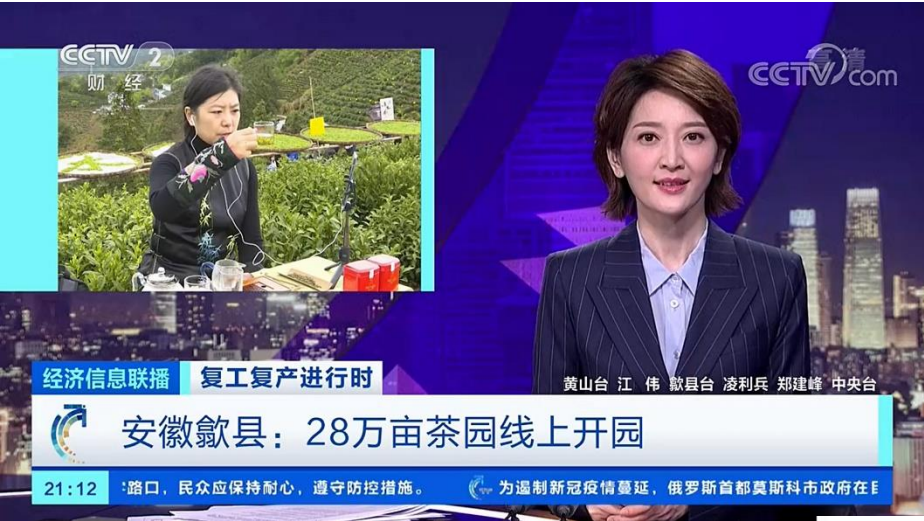 CCTV 2
财 经
高清
CCTV.com
经济信息联播
复工复产进行时
黄山台 江 伟 歙县台 凌利兵 郑建峰 中央台
安徽歙县：28万亩茶园线上开园
21:12
路口，民众应保持耐心，遵守防控措施。
为遏制新冠疫情蔓延，俄罗斯首都莫斯科市政府在